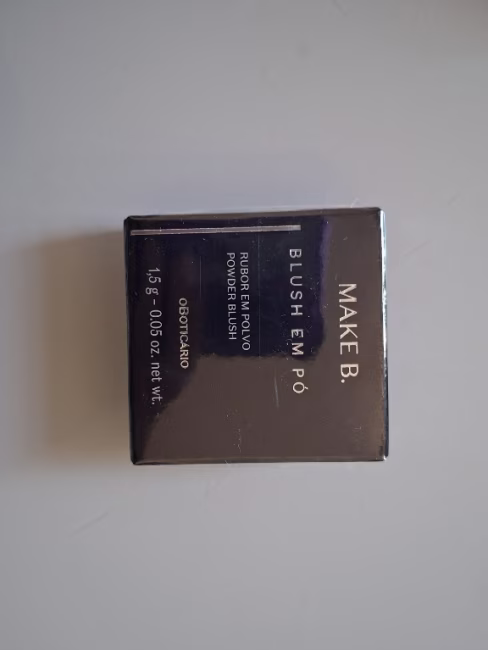 MAKE B.
BLUSH EM PÓ
RUBOR EM POLVO
POWDER BLUSH
oBOTICÁRIO
1,5 g – 0.05 oz. net wt.